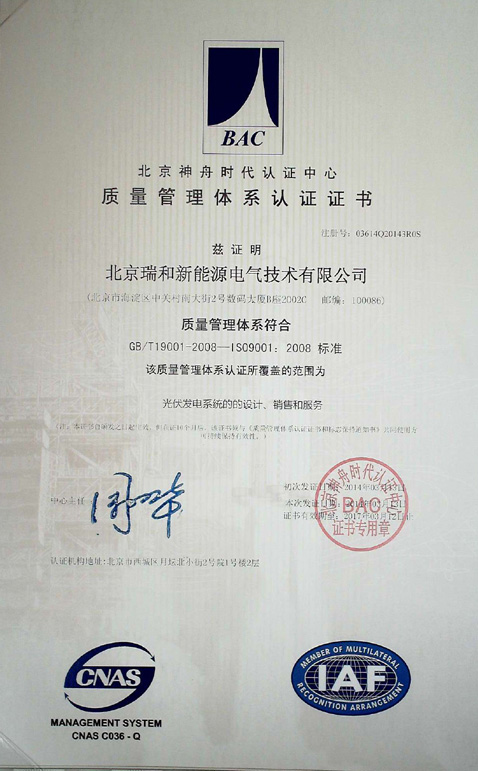 BAC
北京神舟时代认证中心
质量管理体系认证证书
注册号：03614Q20143R0S
兹证明
北京瑞和新能源电气技术有限公司
(北京市海淀区中关村南大街2号数码大厦B座2002C 邮编：100086)
质量管理体系符合
GB/T19001-2008—ISO9001：2008 标准
该质量管理体系认证所覆盖的范围为
光伏发电系统的的设计、销售和服务
初次发证日期：2014年03月13日
中心主任
本次发证日期：
证书有效期至：2017年03月12日止
北京神舟时代认证中心
BAC
证书专用章
认证机构地址:北京市西城区月坛北小街2号院1号楼2层
CNAS
MANAGEMENT SYSTEM
CNAS C036 - Q
MEMBER OF MULTILATERAL
IAF
RECOGNITION ARRANGEMENT